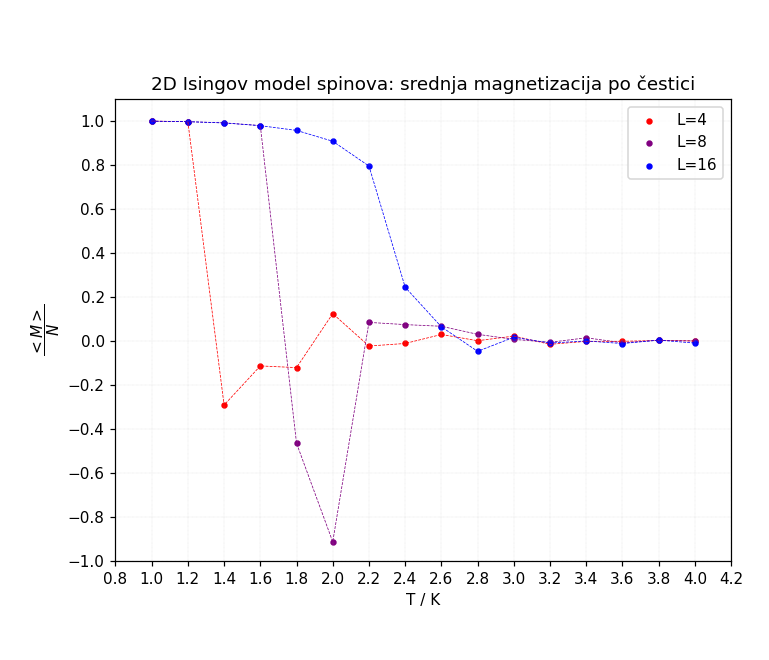 2D Isingov model spinova: srednja magnetizacija po čestici
L=4
L=8
L=16
1.0
0.8
0.6
0.4
0.2
0.0
−0.2
−0.4
−0.6
−0.8
−1.0
<M>
N
0.8 1.0 1.2 1.4 1.6 1.8 2.0 2.2 2.4 2.6 2.8 3.0 3.2 3.4 3.6 3.8 4.0 4.2
T / K